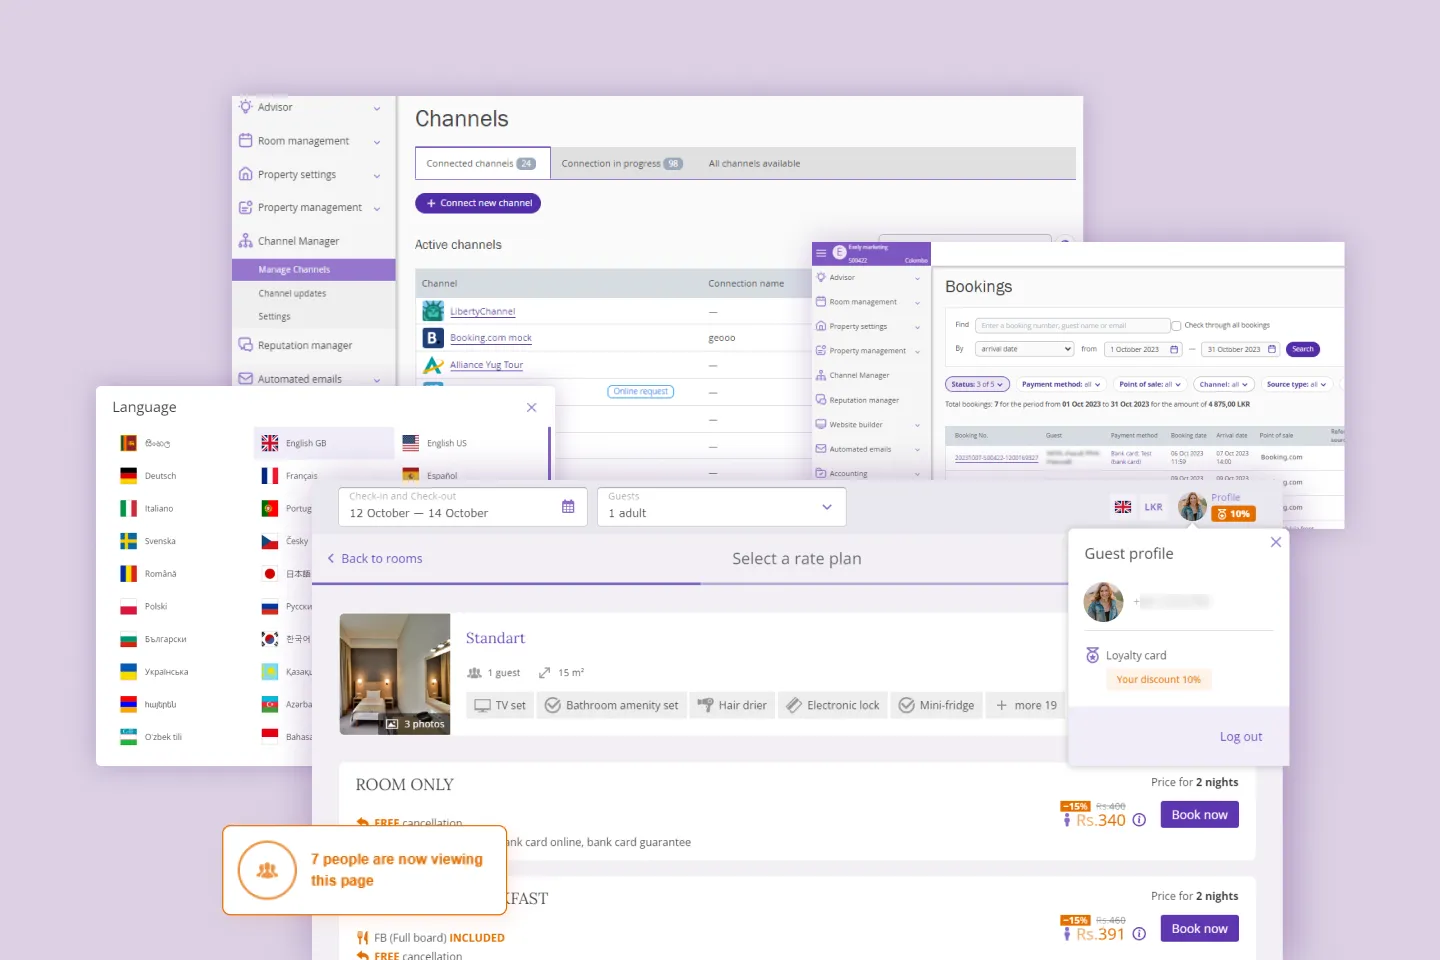 Advisor
Room management
Property settings
Property management
Channel Manager
Manage Channels
Channel updates
Settings
Reputation manager
Automated emails
Channels
Connected channels 24
Connection in progress 98
All channels available
+ Connect new channel
Active channels
Channel
Connection name
LibertyChannel
—
B. Booking.com mock
geooo
Alliance Yug Tour
—
Online request
—
—
—
—
Exely marketing
500422
Colombo
Advisor
Room management
Property settings
Property management
Channel Manager
Reputation manager
Website builder
Automated emails
Accounting
Bookings
Find
Enter a booking number, guest name or email
Check through all bookings
By
arrival date
from
1 October 2023
—
31 October 2023
Search
Status: 3 of 5
Payment method: all
Point of sale: all
Channel: all
Source type: all
Total bookings: 7 for the period from 01 Oct 2023 to 31 Oct 2023 for the amount of 4 875,00 LKR
Booking No.
Guest
Payment method
Booking date
Arrival date
Point of sale
Bank card. Test
(bank card)
06 Oct 2023
11:59
07 Oct 2023
14:00
Booking.com
Language
සිංහල
English GB
English US
Deutsch
Français
Español
Italiano
Portug
Svenska
Česky
Română
日本語
Polski
Русски
Български
한국어
Українська
Қазақ
հայերեն
Azərba
O'zbek tili
Bahasa
Check-in and Check-out
12 October — 14 October
Guests
1 adult
LKR
Profile
10%
Back to rooms
Select a rate plan
Guest profile
+
Loyalty card
Your discount 10%
Log out
3 photos
Standart
1 guest
15 m²
TV set
Bathroom amenity set
Hair drier
Electronic lock
Mini-fridge
+ more 19
ROOM ONLY
FREE cancellation
bank card online, bank card guarantee
Price for 2 nights
−15% Rs.400
Rs.340
Book now
7 people are now viewing
this page
KFAST
FB (Full board) INCLUDED
FREE cancellation
Price for 2 nights
−15% Rs.460
Rs.391
Book now